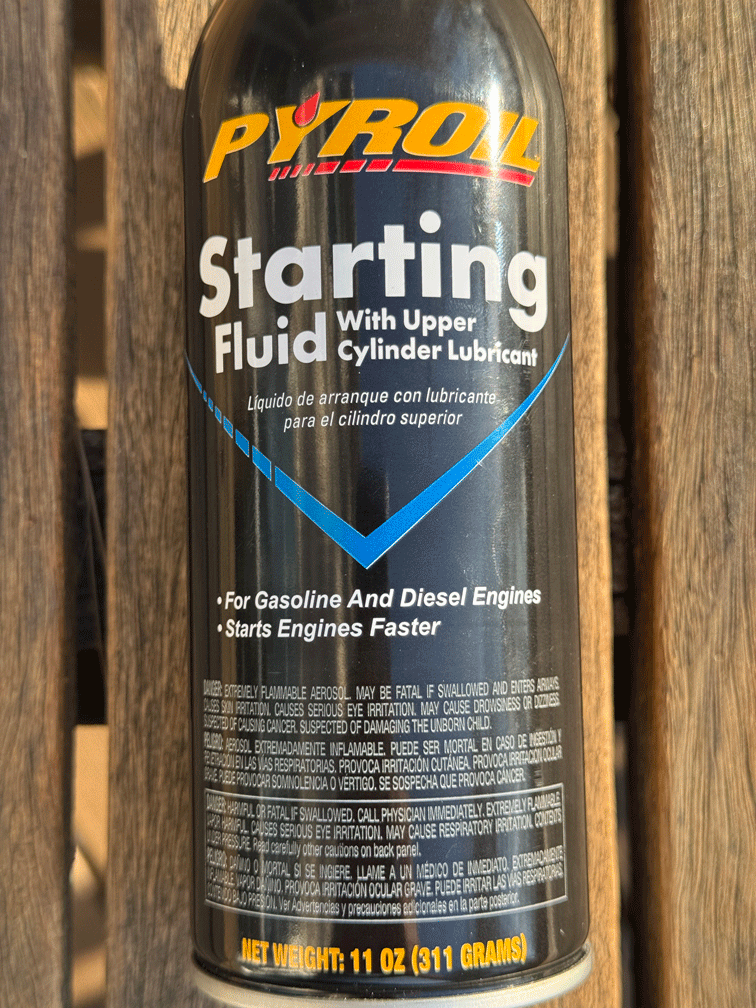 PYROIL
Starting
Fluid With Upper
Cylinder Lubricant
Líquido de arranque con lubricante
para el cilindro superior
• For Gasoline And Diesel Engines
• Starts Engines Faster
DANGER: EXTREMELY FLAMMABLE AEROSOL. MAY BE FATAL IF SWALLOWED AND ENTERS AIRWAYS.
CAUSES SKIN IRRITATION. CAUSES SERIOUS EYE IRRITATION. MAY CAUSE DROWSINESS OR DIZZINESS.
SUSPECTED OF CAUSING CANCER. SUSPECTED OF DAMAGING THE UNBORN CHILD.
PELIGRO: AEROSOL EXTREMADAMENTE INFLAMABLE. PUEDE SER MORTAL EN CASO DE INGESTIÓN Y
PENETRACIÓN EN LAS VÍAS RESPIRATORIAS. PROVOCA IRRITACIÓN CUTÁNEA. PROVOCA IRRITACIÓN OCULAR
GRAVE. PUEDE PROVOCAR SOMNOLENCIA O VÉRTIGO. SE SOSPECHA QUE PROVOCA CÁNCER.
DANGER: HARMFUL OR FATAL IF SWALLOWED. CALL PHYSICIAN IMMEDIATELY. EXTREMELY FLAMMABLE.
VAPOR HARMFUL. CAUSES SERIOUS EYE IRRITATION. MAY CAUSE RESPIRATORY IRRITATION. CONTENTS
UNDER PRESSURE. Read carefully other cautions on back panel.
PELIGRO: DAÑINO O MORTAL SI SE INGIERE. LLAME A UN MÉDICO DE INMEDIATO. EXTREMADAMENTE
INFLAMABLE. VAPOR DAÑINO. PROVOCA IRRITACIÓN OCULAR GRAVE. PUEDE IRRITAR LAS VÍAS RESPIRATORIAS.
CONTENIDO BAJO PRESIÓN. Ver Advertencias y precauciones adicionales en la parte posterior.
NET WEIGHT: 11 OZ (311 GRAMS)